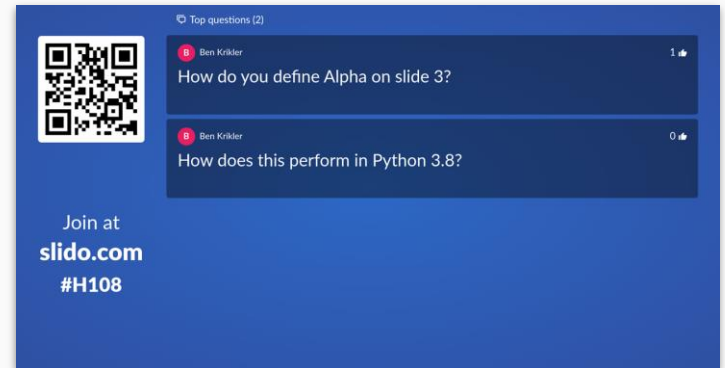 Top questions (2)
B Ben Krikler
1
How do you define Alpha on slide 3?
B Ben Krikler
0
How does this perform in Python 3.8?
Join at
slido.com
#H108